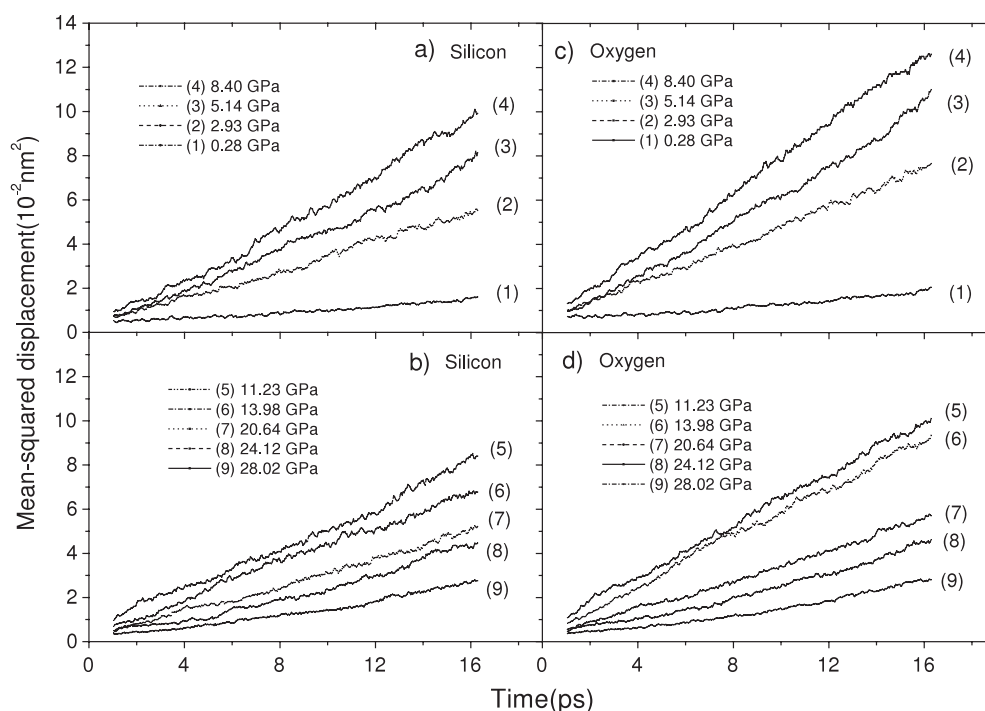 Mean-squared displacement(10⁻²nm²)
14
12
10
8
6
4
2
0
a) Silicon
(4) 8.40 GPa
(3) 5.14 GPa
(2) 2.93 GPa
(1) 0.28 GPa
(4)
(3)
(2)
(1)
c) Oxygen
(4) 8.40 GPa
(3) 5.14 GPa
(2) 2.93 GPa
(1) 0.28 GPa
(4)
(3)
(2)
(1)
12
10
8
6
4
2
0
b) Silicon
(5) 11.23 GPa
(6) 13.98 GPa
(7) 20.64 GPa
(8) 24.12 GPa
(9) 28.02 GPa
(5)
(6)
(7)
(8)
(9)
d) Oxygen
(5) 11.23 GPa
(6) 13.98 GPa
(7) 20.64 GPa
(8) 24.12 GPa
(9) 28.02 GPa
(5)
(6)
(7)
(8)
(9)
0 4 8 12 16 0 4 8 12 16
Time(ps)